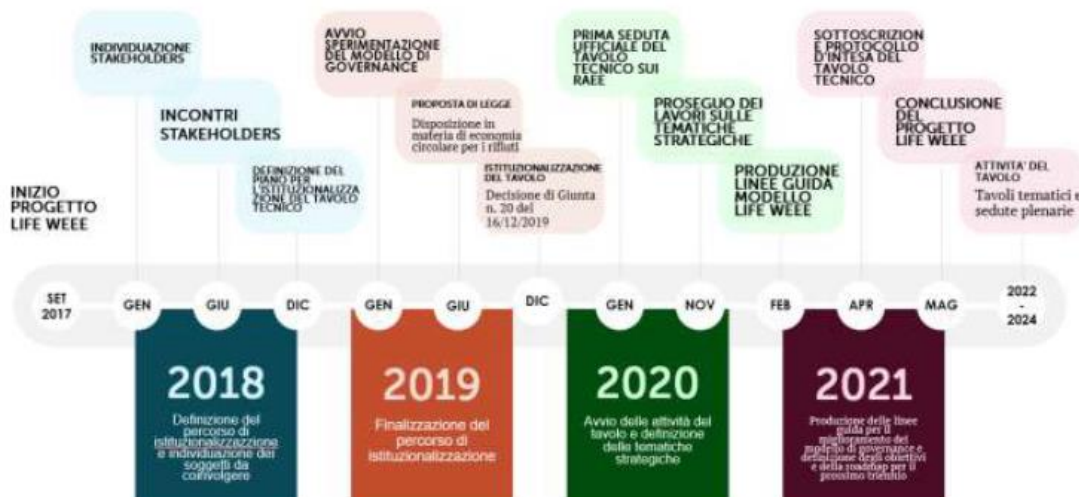 INDIVIDUAZIONE
STAKEHOLDERS
INCONTRI
STAKEHOLDERS
DEFINIZIONE DEL
PIANO PER
L'ISTITUZIONALIZZA
ZIONE DEL TAVOLO
TECNICO
AVVIO
SPERIMENTAZIONE
DEL MODELLO DI
GOVERNANCE
PROPOSTA DI LEGGE
Disposizione in
materia di economia
circolare per i rifiuti
ISTITUZIONALIZZAZIONE
DEL TAVOLO
Decisione di Giunta
n. 20 del
16/12/2019
PRIMA SEDUTA
UFFICIALE DEL
TAVOLO
TECNICO SUI
RAEE
PROSEGUO DEI
LAVORI SULLE
TEMATICHE
STRATEGICHE
PRODUZIONE
LINEE GUIDA
MODELLO
LIFE WEEE
SOTTOSCRIZION
E PROTOCOLLO
D'INTESA DEL
TAVOLO
TECNICO
CONCLUSIONE
DEL
PROGETTO
LIFE WEEE
ATTIVITA' DEL
TAVOLO
Tavoli tematici e
sedute plenarie
INIZIO
PROGETTO
LIFE WEEE
SET
2017
GEN
GIU
DIC
GEN
GIU
DIC
GEN
NOV
FEB
APR
MAG
2022
-
2024
2018
Definizione del
percorso di
istituzionalizzazzione
e individuazione dei
soggetti da
coinvolgere
2019
Finalizzazione del
percorso di
istituzionalizzazione
2020
Avvio delle attività del
tavolo e definizione
delle tematiche
strategiche
2021
Produzione delle linee
guida per il
miglioramento del
modello di governance e
definizione degli obiettivi
e della roadmap per il
prossimo triennio